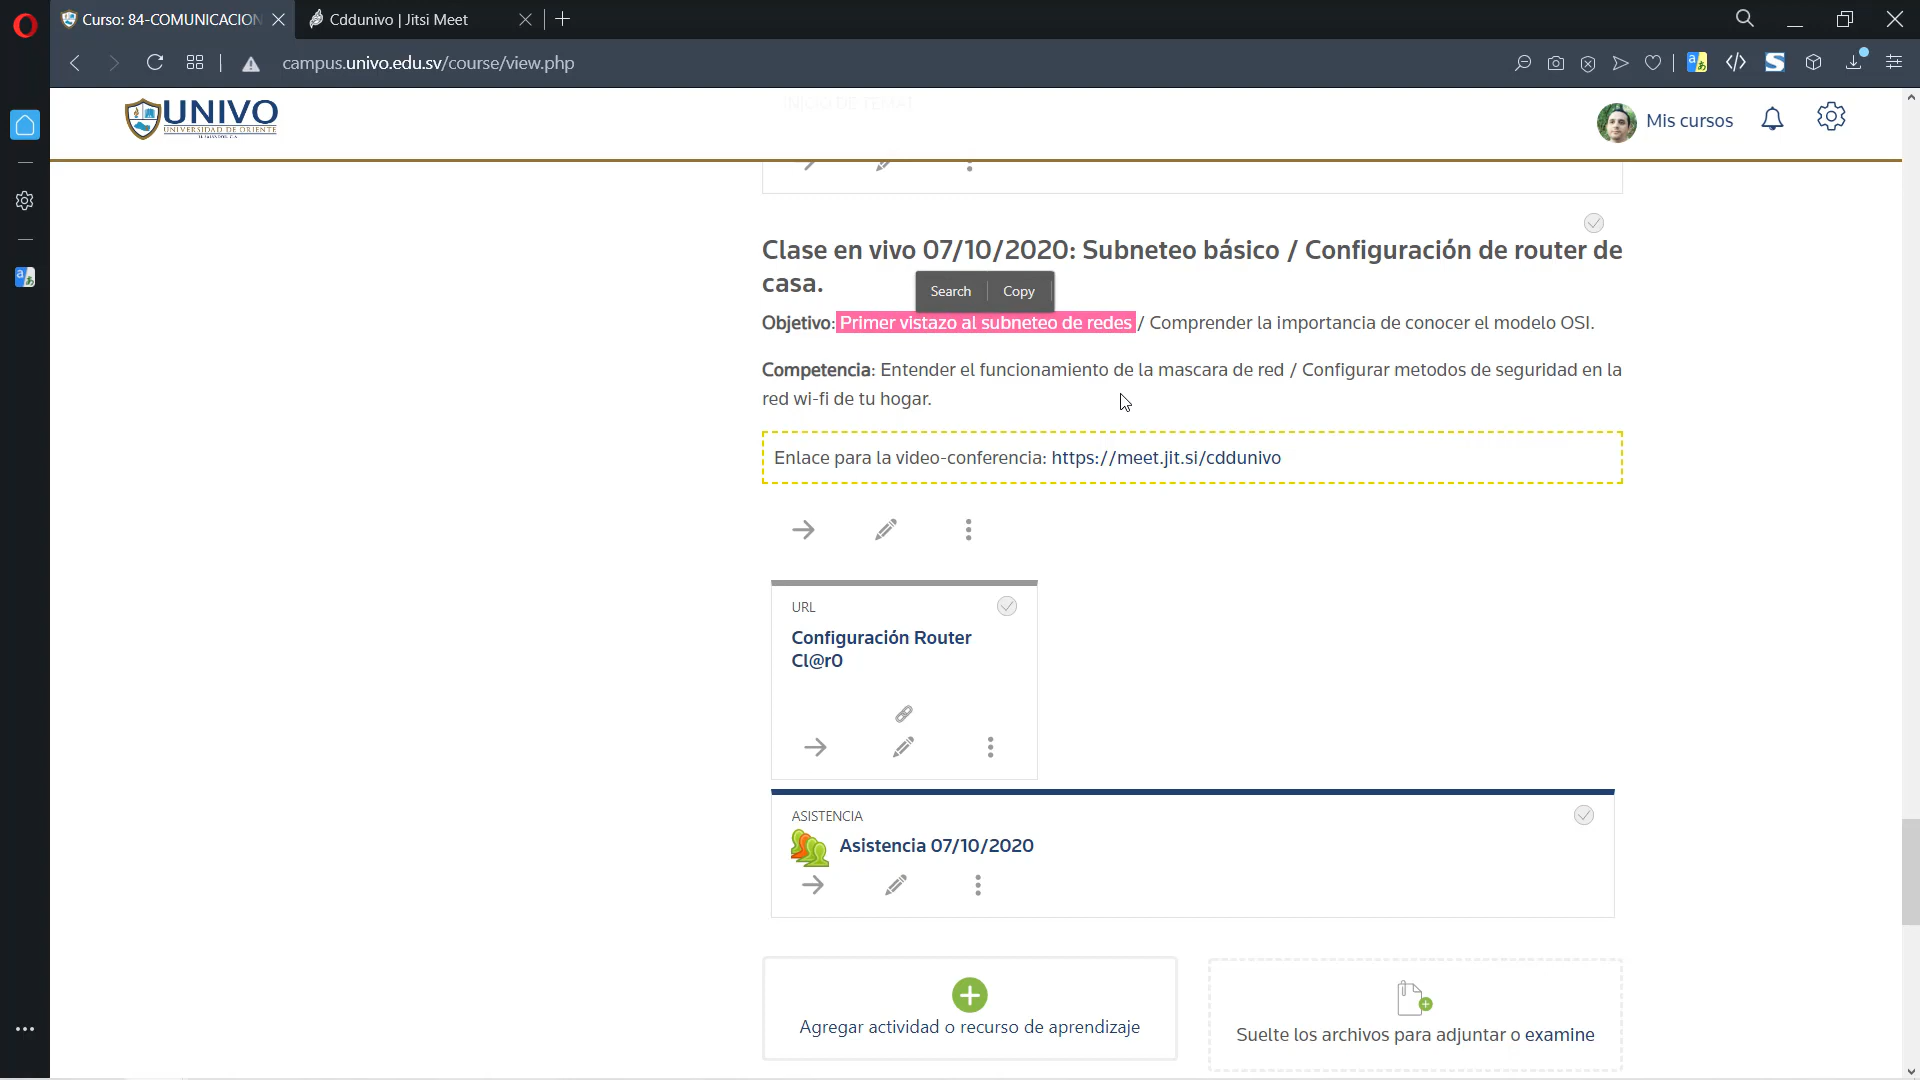 Curso: 84-COMUNICACION
Cddunivo | Jitsi Meet
campus.univo.edu.sv/course/view.php
UNIVO
UNIVERSIDAD DE ORIENTE
INICIO DE TEMAT
Mis cursos
Clase en vivo 07/10/2020: Subneteo básico / Configuración de router de
casa.
Search
Copy
Objetivo: Primer vistazo al subneteo de redes / Comprender la importancia de conocer el modelo OSI.
Competencia: Entender el funcionamiento de la mascara de red / Configurar metodos de seguridad en la
red wi-fi de tu hogar.
Enlace para la video-conferencia: https://meet.jit.si/cddunivo
URL
Configuración Router
Cl@r0
ASISTENCIA
Asistencia 07/10/2020
Agregar actividad o recurso de aprendizaje
Suelte los archivos para adjuntar o examine